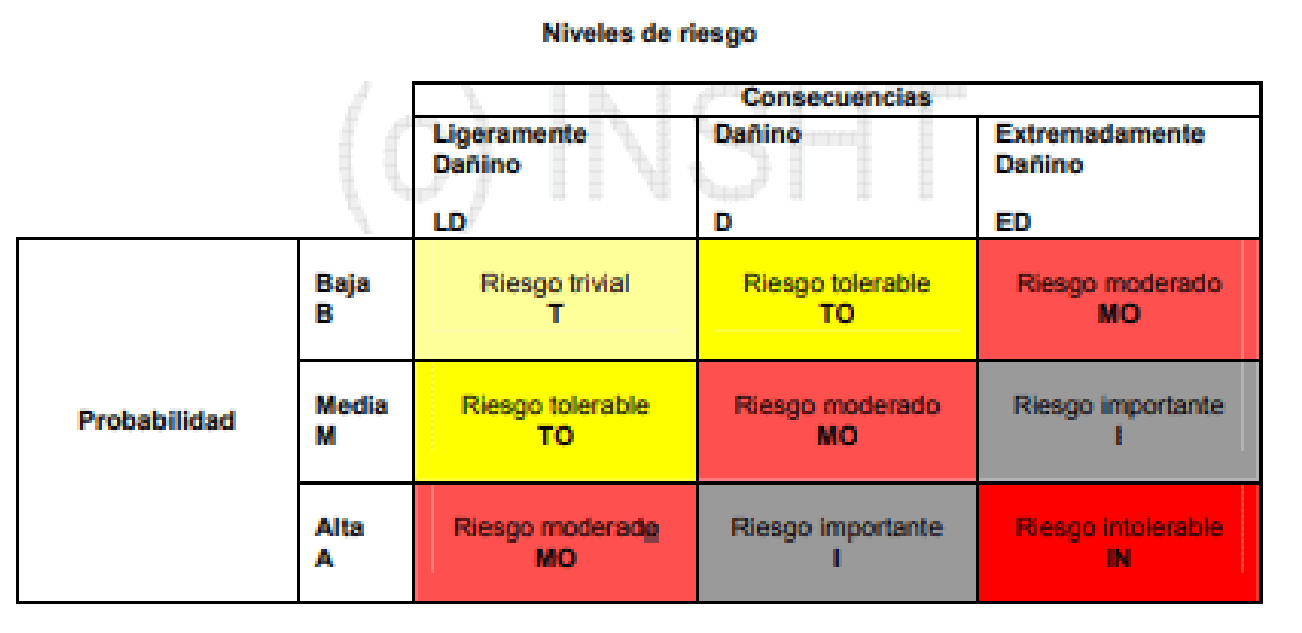 Niveles de riesgo
(c) INSHT
Consecuencias
Ligeramente
Dañino
LD
Dañino
D
Extremadamente
Dañino
ED
Probabilidad
Baja
B
Riesgo trivial
T
Riesgo tolerable
TO
Riesgo moderado
MO
Media
M
Riesgo tolerable
TO
Riesgo moderado
MO
Riesgo importante
I
Alta
A
Riesgo moderado
MO
Riesgo importante
I
Riesgo intolerable
IN